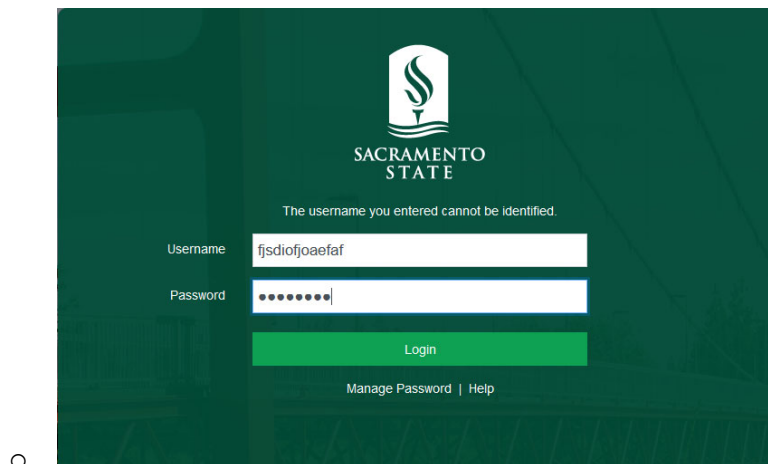 SACRAMENTO
STATE
The username you entered cannot be identified.
Username fjsdiofjoaefaf
Password ●●●●●●●●
Login
Manage Password | Help